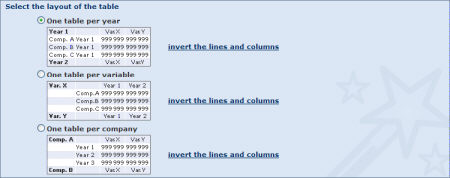 Select the layout of the table
One table per year
Year 1 VarX VarY
Comp. A Year 1 999 999 999 999
Comp. B Year 1 999 999 999 999
Comp. C Year 1 999 999 999 999
Year 2 VarX VarY
invert the lines and columns
One table per variable
Var. X Year 1 Year 2
Comp.A 999 999 999 999
Comp.B 999 999 999 999
Comp.C 999 999 999 999
Var. Y Year 1 Year 2
invert the lines and columns
One table per company
Comp. A VarX VarY
Year 1 999 999 999 999
Year 2 999 999 999 999
Year 3 999 999 999 999
Comp. B VarX VarY
invert the lines and columns